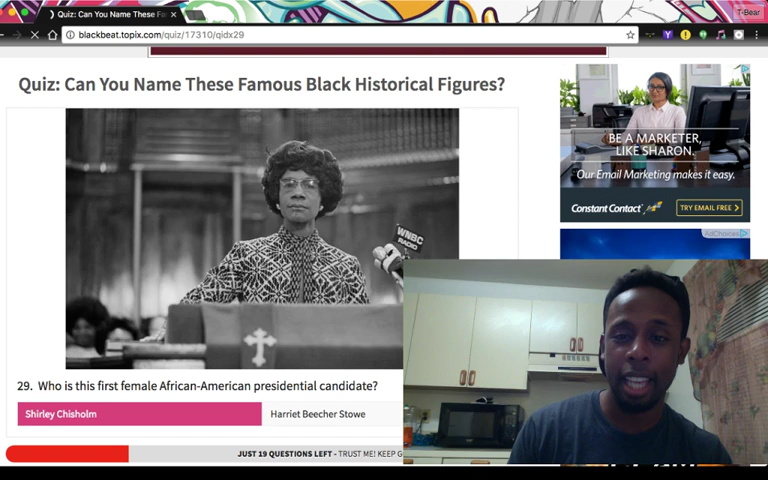 Quiz: Can You Name These Fa
T-Bear
blackbeat.topix.com/quiz/17310/qidx29
Quiz: Can You Name These Famous Black Historical Figures?
WNBC
RADIO
BE A MARKETER,
LIKE SHARON.
Our Email Marketing makes it easy.
Constant Contact
TRY EMAIL FREE >
AdChoices
29. Who is this first female African-American presidential candidate?
Shirley Chisholm
Harriet Beecher Stowe
JUST 19 QUESTIONS LEFT - TRUST ME! KEEP G